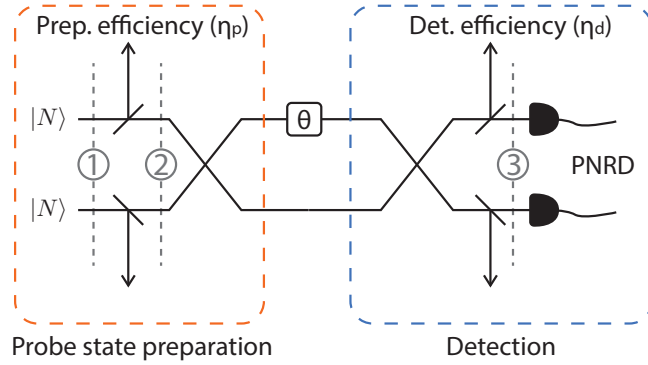 Prep. efficiency (ηp)
Det. efficiency (ηd)
|N⟩
θ
1
2
3
PNRD
|N⟩
Probe state preparation
Detection